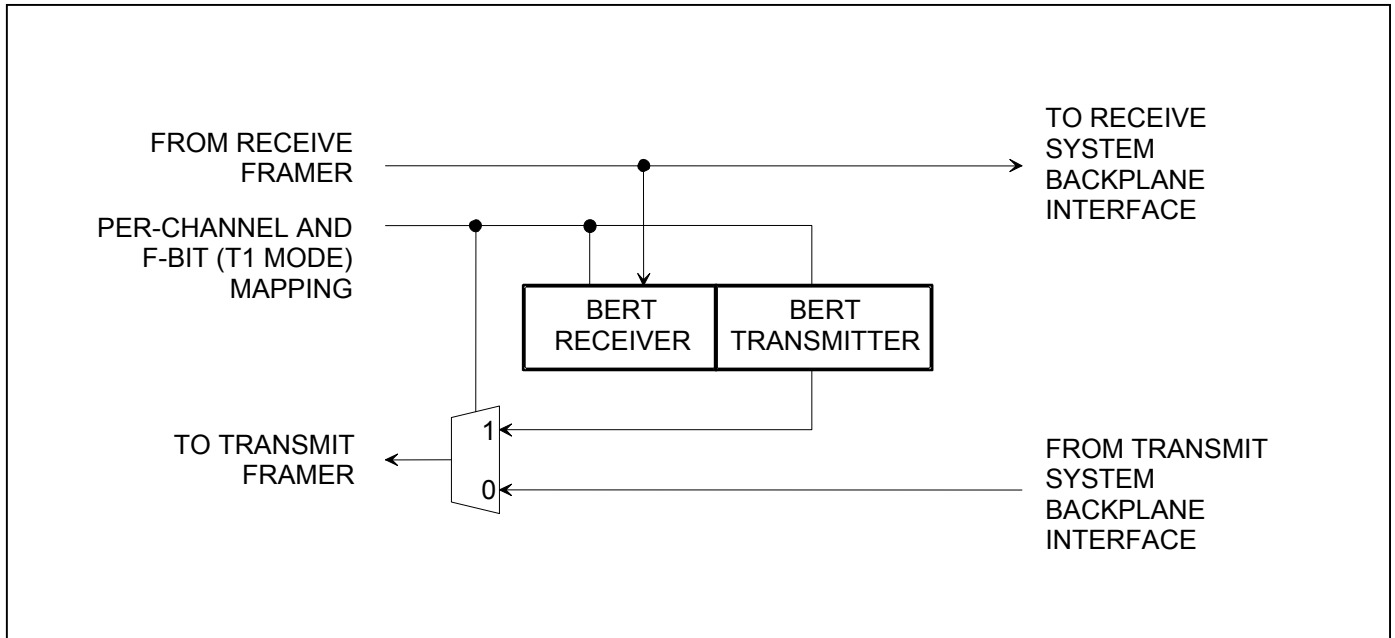 FROM RECEIVE
FRAMER
TO RECEIVE
SYSTEM
BACKPLANE
INTERFACE
PER-CHANNEL AND
F-BIT (T1 MODE)
MAPPING
BERT
RECEIVER
BERT
TRANSMITTER
1
0
TO TRANSMIT
FRAMER
FROM TRANSMIT
SYSTEM
BACKPLANE
INTERFACE